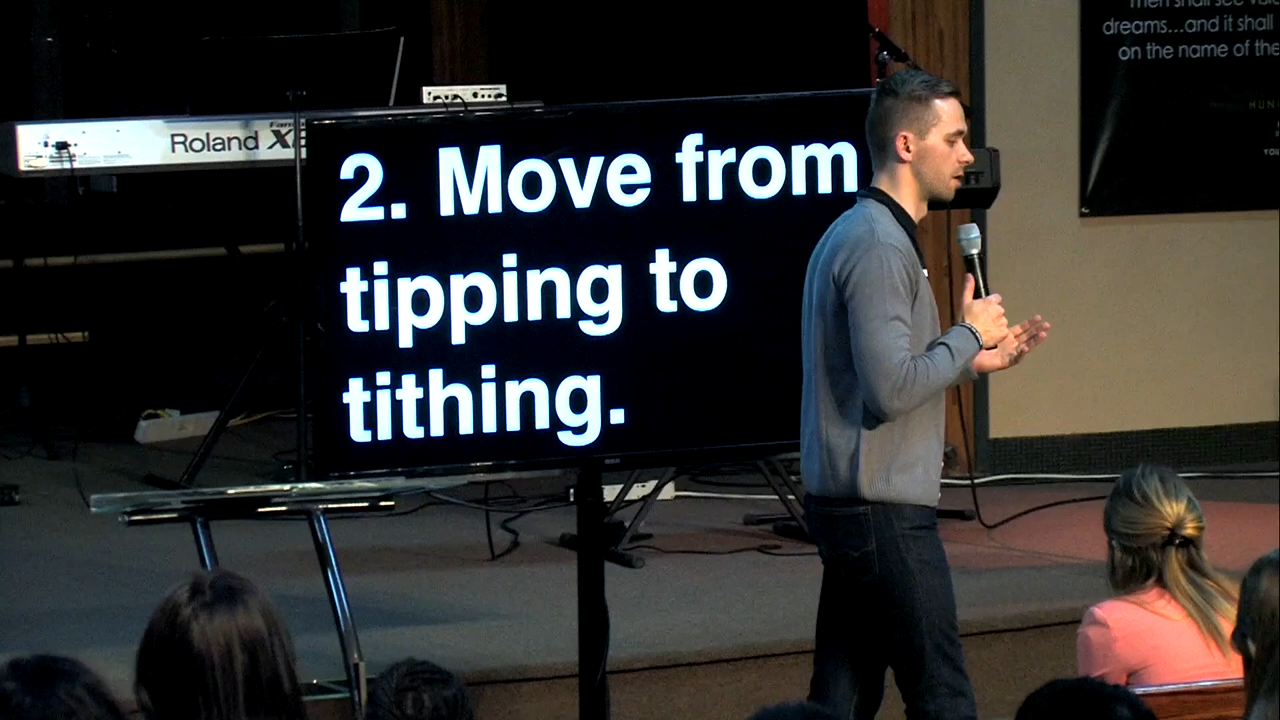 2. Move from
tipping to
tithing.
Roland
dreams...and it shall
on the name of the